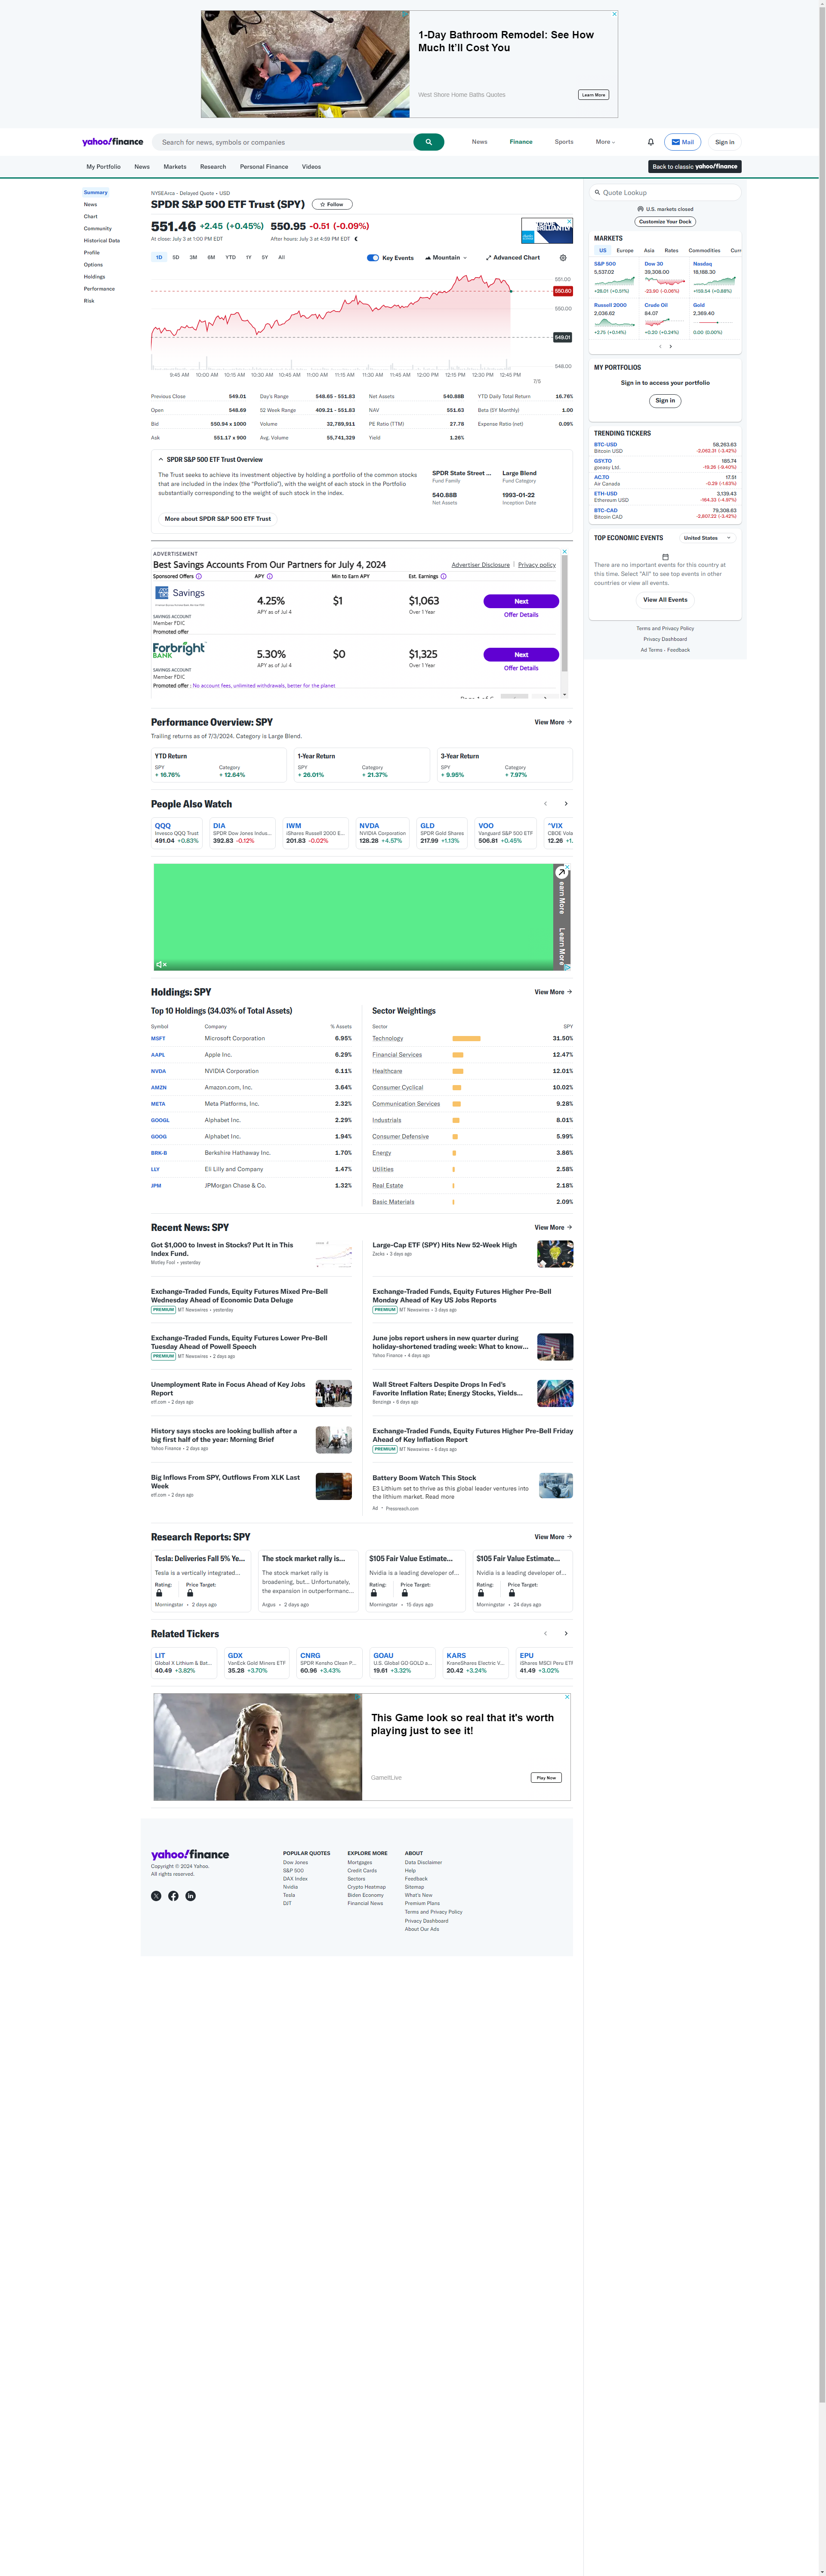 1-Day Bathroom Remodel: See How
Much It'll Cost You
West Shore Home Baths Quotes
Learn More
yahoo!finance
Search for news, symbols or companies
News
Finance
Sports
More
Mail
Sign in
My Portfolio
News
Markets
Research
Personal Finance
Videos
Back to classic yahoo!finance
Summary
News
Chart
Community
Historical Data
Profile
Options
Holdings
Performance
Risk
NYSEArca - Delayed Quote • USD
SPDR S&P 500 ETF Trust (SPY)
Follow
551.46 +2.45 (+0.45%)
At close: July 3 at 1:00 PM EDT
550.95 -0.51 (-0.09%)
After hours: July 3 at 4:59 PM EDT
1D 5D 3M 6M YTD 1Y 5Y All
Key Events
Mountain
Advanced Chart
551.00
550.60
550.00
549.01
548.00
9:45 AM 10:00 AM 10:15 AM 10:30 AM 10:45 AM 11:00 AM 11:15 AM 11:30 AM 11:45 AM 12:00 PM 12:15 PM 12:30 PM 12:45 PM
7/5
Previous Close 549.01
Day's Range 548.65 - 551.83
Net Assets 540.88B
YTD Daily Total Return 16.76%
Open 548.69
52 Week Range 409.21 - 551.83
NAV 551.63
Beta (5Y Monthly) 1.00
Bid 550.94 x 1000
Volume 32,789,911
PE Ratio (TTM) 27.78
Expense Ratio (net) 0.09%
Ask 551.17 x 900
Avg. Volume 55,741,329
Yield 1.26%
SPDR S&P 500 ETF Trust Overview
The Trust seeks to achieve its investment objective by holding a portfolio of the common stocks
that are included in the index (the "Portfolio"), with the weight of each stock in the Portfolio
substantially corresponding to the weight of such stock in the index.
More about SPDR S&P 500 ETF Trust
SPDR State Street ...
Fund Family
Large Blend
Fund Category
540.88B
Net Assets
1993-01-22
Inception Date
ADVERTISEMENT
Best Savings Accounts From Our Partners for July 4, 2024
Advertiser Disclosure | Privacy policy
Sponsored Offers APY Min to Earn APY Est. Earnings
Savings
SAVINGS ACCOUNT
Member FDIC
Promoted offer
4.25%
APY as of Jul 4
$1
$1,063
Over 1 Year
Next
Offer Details
Forbright BANK
SAVINGS ACCOUNT
Member FDIC
5.30%
APY as of Jul 4
$0
$1,325
Over 1 Year
Next
Offer Details
Promoted offer : No account fees, unlimited withdrawals, better for the planet
Performance Overview: SPY
View More
Trailing returns as of 7/3/2024. Category is Large Blend.
YTD Return
SPY Category
+ 16.76% + 12.64%
1-Year Return
SPY Category
+ 26.01% + 21.37%
3-Year Return
SPY Category
+ 9.95% + 7.97%
People Also Watch
QQQ
Invesco QQQ Trust
491.04 +0.83%
DIA
SPDR Dow Jones Indus...
392.83 -0.12%
IWM
iShares Russell 2000 E...
201.83 -0.02%
NVDA
NVIDIA Corporation
128.28 +4.57%
GLD
SPDR Gold Shares
217.99 +1.13%
VOO
Vanguard S&P 500 ETF
506.81 +0.45%
^VIX
CBOE Vola
12.26 +1.
Learn More
Holdings: SPY
View More
Top 10 Holdings (34.03% of Total Assets)
Symbol Company % Assets
MSFT Microsoft Corporation 6.95%
AAPL Apple Inc. 6.29%
NVDA NVIDIA Corporation 6.11%
AMZN Amazon.com, Inc. 3.64%
META Meta Platforms, Inc. 2.32%
GOOGL Alphabet Inc. 2.29%
GOOG Alphabet Inc. 1.94%
BRK-B Berkshire Hathaway Inc. 1.70%
LLY Eli Lilly and Company 1.47%
JPM JPMorgan Chase & Co. 1.32%
Sector Weightings
Sector SPY
Technology 31.50%
Financial Services 12.47%
Healthcare 12.01%
Consumer Cyclical 10.02%
Communication Services 9.28%
Industrials 8.01%
Consumer Defensive 5.99%
Energy 3.86%
Utilities 2.58%
Real Estate 2.18%
Basic Materials 2.09%
Recent News: SPY
View More
Got $1,000 to Invest in Stocks? Put It in This
Index Fund.
Motley Fool • yesterday
Large-Cap ETF (SPY) Hits New 52-Week High
Zacks • 3 days ago
Exchange-Traded Funds, Equity Futures Mixed Pre-Bell
Wednesday Ahead of Economic Data Deluge
PREMIUM MT Newswires • yesterday
Exchange-Traded Funds, Equity Futures Higher Pre-Bell
Monday Ahead of Key US Jobs Reports
PREMIUM MT Newswires • 3 days ago
Exchange-Traded Funds, Equity Futures Lower Pre-Bell
Tuesday Ahead of Powell Speech
PREMIUM MT Newswires • 2 days ago
June jobs report ushers in new quarter during
holiday-shortened trading week: What to know...
Yahoo Finance • 4 days ago
Unemployment Rate in Focus Ahead of Key Jobs
Report
etf.com • 2 days ago
Wall Street Falters Despite Drops In Fed's
Favorite Inflation Rate; Energy Stocks, Yields...
Benzinga • 6 days ago
History says stocks are looking bullish after a
big first half of the year: Morning Brief
Yahoo Finance • 2 days ago
Exchange-Traded Funds, Equity Futures Higher Pre-Bell Friday
Ahead of Key Inflation Report
PREMIUM MT Newswires • 6 days ago
Big Inflows From SPY, Outflows From XLK Last
Week
etf.com • 2 days ago
Battery Boom Watch This Stock
E3 Lithium set to thrive as this global leader ventures into
the lithium market. Read more
Ad • Pressreach.com
Research Reports: SPY
View More
Tesla: Deliveries Fall 5% Ye...
Tesla is a vertically integrated...
Rating: Price Target:
Morningstar • 2 days ago
The stock market rally is...
The stock market rally is
broadening, but... Unfortunately,
the expansion in outperformanc...
Argus • 2 days ago
$105 Fair Value Estimate...
Nvidia is a leading developer of...
Rating: Price Target:
Morningstar • 15 days ago
$105 Fair Value Estimate...
Nvidia is a leading developer of...
Rating: Price Target:
Morningstar • 24 days ago
Related Tickers
LIT
Global X Lithium & Bat...
40.49 +3.82%
GDX
VanEck Gold Miners ETF
35.28 +3.70%
CNRG
SPDR Kensho Clean P...
60.96 +3.43%
GOAU
U.S. Global GO GOLD a...
19.61 +3.32%
KARS
KraneShares Electric V...
20.42 +3.24%
EPU
iShares MSCI Peru ETF
41.49 +3.02%
This Game look so real that it's worth
playing just to see it!
GameitLive
Play Now
yahoo!finance
Copyright © 2024 Yahoo.
All rights reserved.
POPULAR QUOTES
Dow Jones
S&P 500
DAX Index
Nvidia
Tesla
DJT
EXPLORE MORE
Mortgages
Credit Cards
Sectors
Crypto Heatmap
Biden Economy
Financial News
ABOUT
Data Disclaimer
Help
Feedback
Sitemap
What's New
Premium Plans
Terms and Privacy Policy
Privacy Dashboard
About Our Ads
Quote Lookup
U.S. markets closed
Customize Your Dock
MARKETS
US Europe Asia Rates Commodities Curr
S&P 500
5,537.02
+28.01 (+0.51%)
Dow 30
39,308.00
-23.90 (-0.06%)
Nasdaq
18,188.30
+159.54 (+0.88%)
Russell 2000
2,036.62
+2.75 (+0.14%)
Crude Oil
84.07
+0.20 (+0.24%)
Gold
2,369.40
0.00 (0.00%)
MY PORTFOLIOS
Sign in to access your portfolio
Sign in
TRENDING TICKERS
BTC-USD 58,263.63
Bitcoin USD -2,062.31 (-3.42%)
GSY.TO 185.74
goeasy Ltd. -19.26 (-9.40%)
AC.TO 17.51
Air Canada -0.29 (-1.63%)
ETH-USD 3,139.43
Ethereum USD -164.33 (-4.97%)
BTC-CAD 79,308.63
Bitcoin CAD -2,807.22 (-3.42%)
TOP ECONOMIC EVENTS
United States
There are no important events for this country at
this time. Select "All" to see top events in other
countries or view all events.
View All Events
Terms and Privacy Policy
Privacy Dashboard
Ad Terms - Feedback